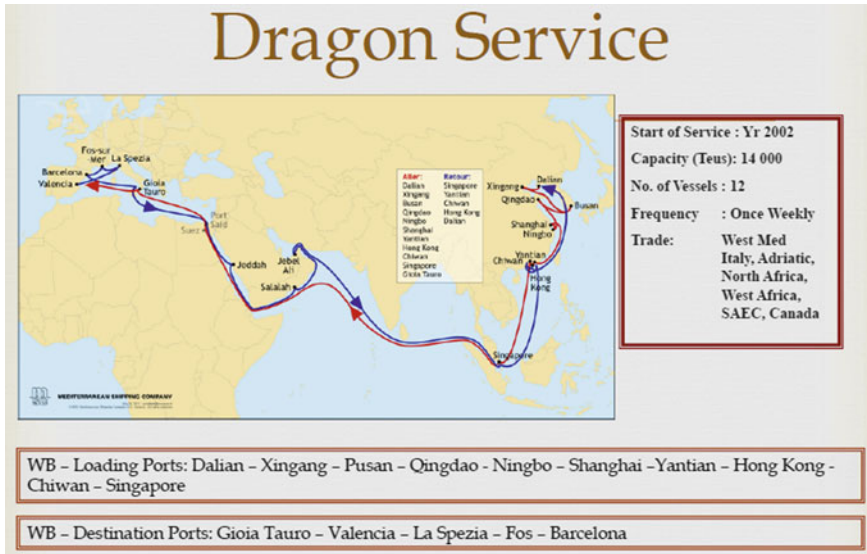 Dragon Service
Fos-sur
Mer
La Spezia
Barcelona
Valencia
Gioia
Tauro
Port
Said
Suez
Jeddah
Jebel
Ali
Salalah
Aller:
Dalian
Xingang
Busan
Qingdao
Ningbo
Shanghai
Yantian
Hong Kong
Chiwan
Singapore
Gioia Tauro
Retour:
Singapore
Yantian
Chiwan
Hong Kong
Dalian
Xingang
Dalian
Qingdao
Busan
Shanghai
Ningbo
Yantian
Chiwan
Hong
Kong
Singapore
MEDITERRANEAN SHIPPING COMPANY
Start of Service : Yr 2002
Capacity (Teus): 14 000
No. of Vessels : 12
Frequency : Once Weekly
Trade: West Med
Italy, Adriatic,
North Africa,
West Africa,
SAEC, Canada
WB – Loading Ports: Dalian – Xingang – Pusan – Qingdao - Ningbo – Shanghai –Yantian – Hong Kong -
Chiwan – Singapore
WB – Destination Ports: Gioia Tauro – Valencia – La Spezia – Fos – Barcelona